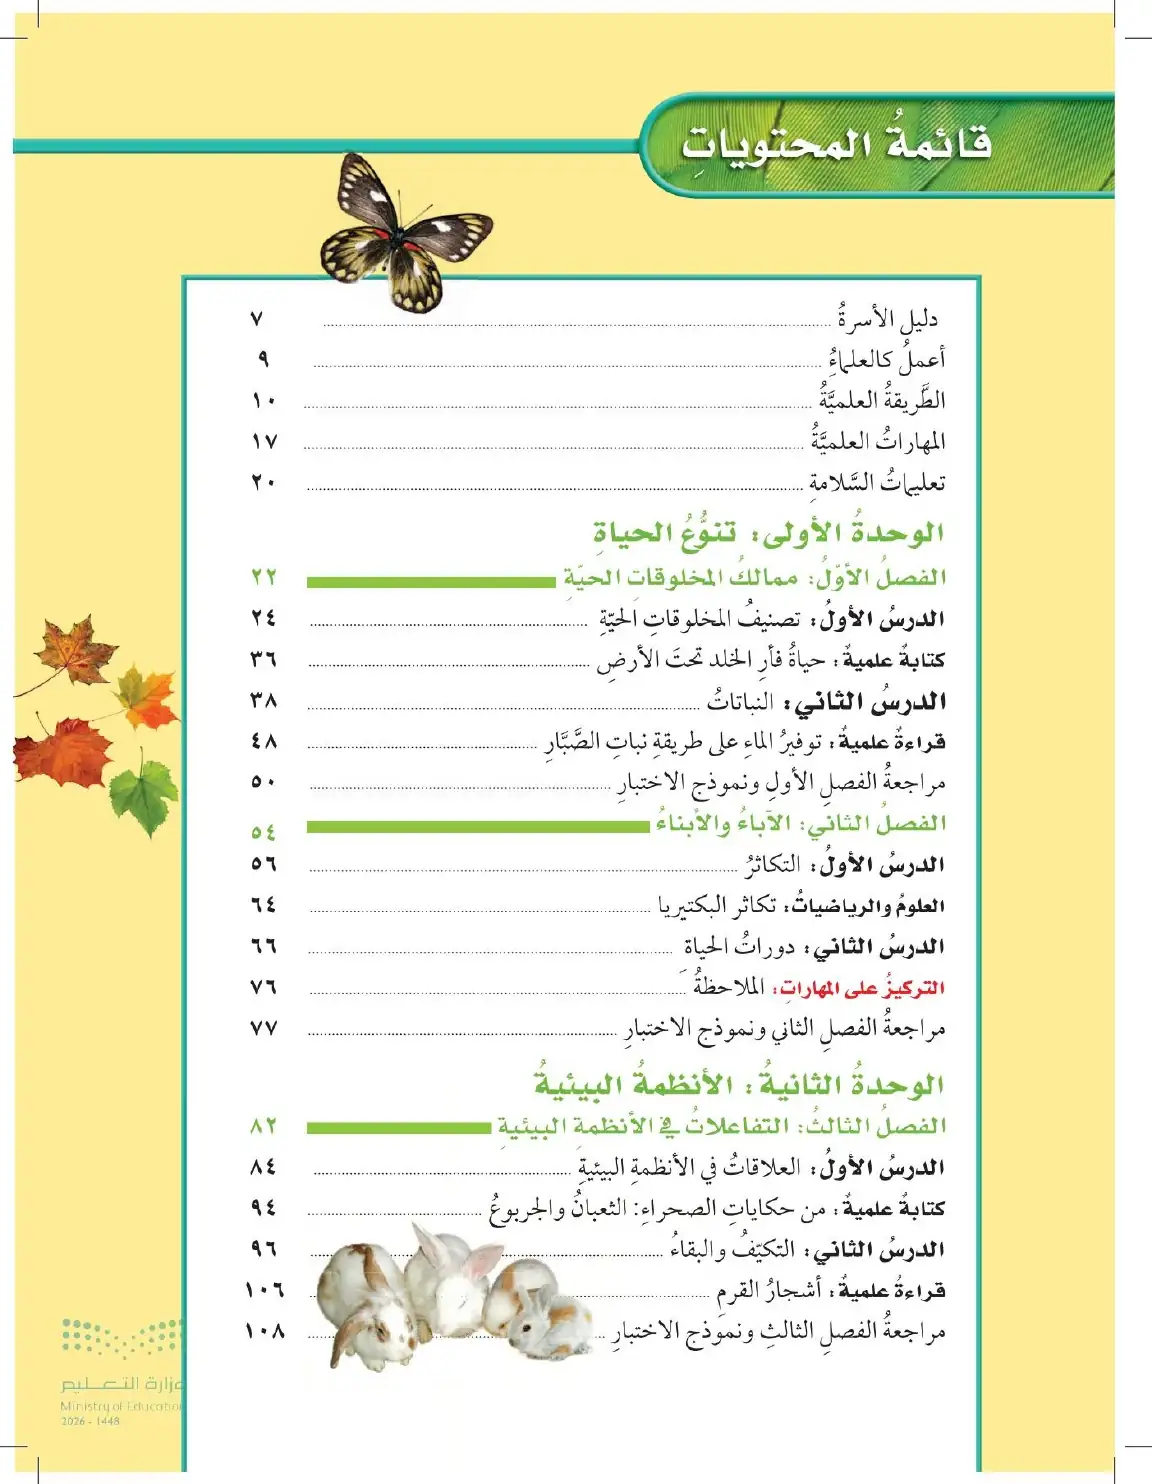 قائمةُ المحتوياتِ
دليل الأسرةُ ٧
أعملُ كالعلماءُ ٩
الطَّريقةُ العلميَّةُ ١٠
المهاراتُ العلميَّةُ ١٧
تعليماتُ السَّلامةِ ٢٠
الوحدةُ الأولى: تنوُّعُ الحياةِ
الفصلُ الأوّلُ: ممالكُ المخلوقاتِ الحيّةِ ٢٢
الدرسُ الأولُ: تصنيفُ المخلوقاتِ الحيّةِ ٢٤
كتابةٌ علميةٌ: حياةُ فأرِ الخلد تحتَ الأرضِ ٣٦
الدرسُ الثاني: النباتاتُ ٣٨
قراءةٌ علميةٌ: توفيرُ الماءِ على طريقةِ نباتِ الصَّبَّارِ ٤٨
مراجعةُ الفصلِ الأولِ ونموذج الاختبارِ ٥٠
الفصلُ الثاني: الآباءُ والأبناءُ ٥٤
الدرسُ الأولُ: التكاثرُ ٥٦
العلومُ والرياضياتُ: تكاثر البكتيريا ٦٤
الدرسُ الثاني: دوراتُ الحياة ٦٦
التركيزُ على المهاراتِ: الملاحظةُ ٧٦
مراجعةُ الفصلِ الثاني ونموذج الاختبارِ ٧٧
الوحدةُ الثانيةُ: الأنظمةُ البيئيةُ
الفصلُ الثالثُ: التفاعلاتُ في الأنظمةِ البيئيةِ ٨٢
الدرسُ الأولُ: العلاقاتُ في الأنظمةِ البيئيةِ ٨٤
كتابةٌ علميةٌ: من حكاياتِ الصحراءِ: الثعبانُ والجربوعُ ٩٤
الدرسُ الثاني: التكيّفُ والبقاءُ ٩٦
قراءةٌ علميةٌ: أشجارُ القرمِ ١٠٦
مراجعةُ الفصلِ الثالثِ ونموذج الاختبارِ ١٠٨
وزارة التعليم
Ministry of Education
2026 - 1448